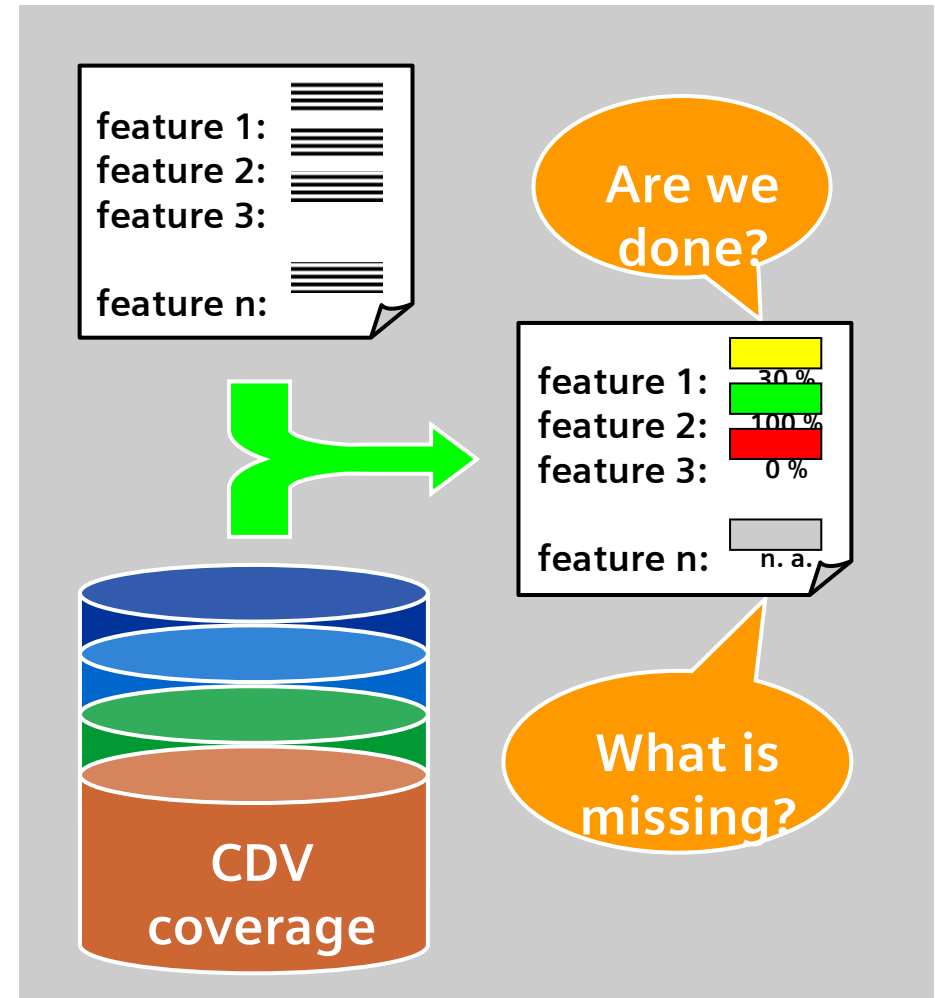 feature 1:
feature 2:
feature 3:
feature n:
Are we
done?
feature 1: 30 %
feature 2: 100 %
feature 3: 0 %
feature n: n. a.
What is
missing?
CDV
coverage